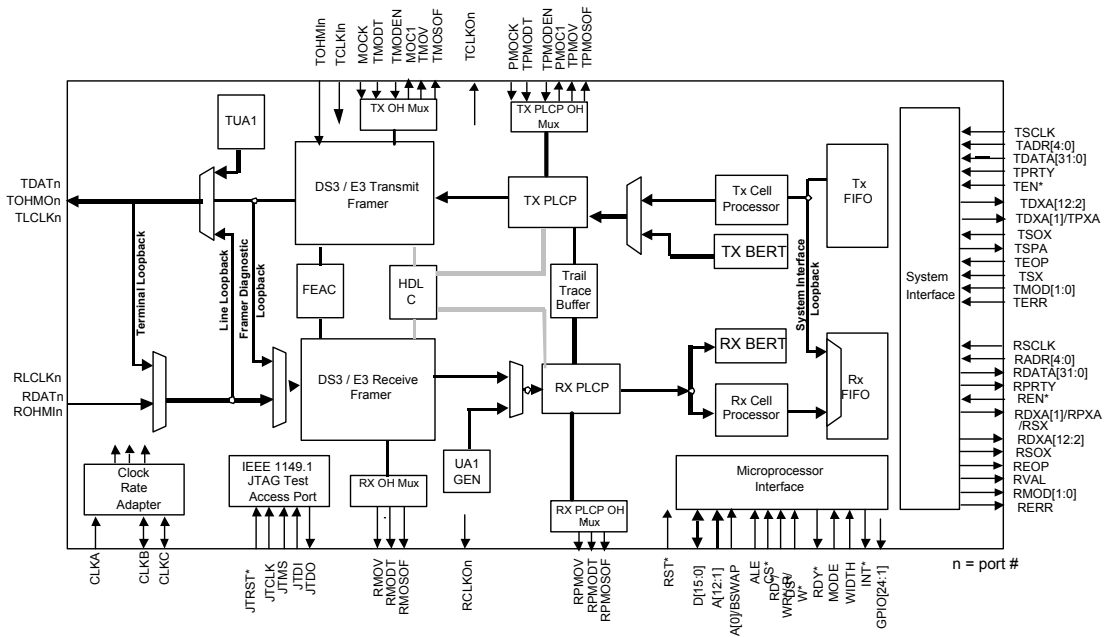 TOHMIn
TCLKIn
MOCK
TMODT
TMODEN
MOC1
TMOV
TMOSOF
TCLKOn
PMOCK
TPMODT
TPMODEN
PMOC1
TPMOV
TPMOSOF
TX OH Mux
TX PLCP OH
Mux
TUA1
DS3 / E3 Transmit
Framer
TX PLCP
Tx Cell
Processor
TX BERT
Tx
FIFO
TDATn
TOHMOn
TLCLKn
Terminal Loopback
Line Loopback
Framer Diagnostic
Loopback
FEAC
HDL
C
Trail
Trace
Buffer
System Interface
Loopback
System
Interface
TSCLK
TADR[4:0]
TDATA[31:0]
TPRTY
TEN*
TDXA[12:2]
TDXA[1]/TPXA
TSOX
TSPA
TEOP
TSX
TMOD[1:0]
TERR
RSCLK
RADR[4:0]
RDATA[31:0]
RPRTY
REN*
RDXA[1]/RPXA
/RSX
RDXA[12:2]
RSOX
REOP
RVAL
RMOD[1:0]
RERR
RLCLKn
RDATn
ROHMIn
DS3 / E3 Receive
Framer
RX PLCP
RX BERT
Rx Cell
Processor
Rx
FIFO
Clock
Rate
Adapter
IEEE 1149.1
JTAG Test
Access Port
RX OH Mux
UA1
GEN
RX PLCP OH
Mux
Microprocessor
Interface
n = port #
CLKA
CLKB
CLKC
JTRST*
JTCLK
JTMS
JTDI
JTDO
RMOV
RMODT
RMOSOF
RCLKOn
RPMOV
RPMODT
RPMOSOF
RST*
D[15:0]
A[12:1]
A[0]/BSWAP
ALE
CS*
W*
RDY*
MODE
WIDTH
INT*
GPIO[24:1]